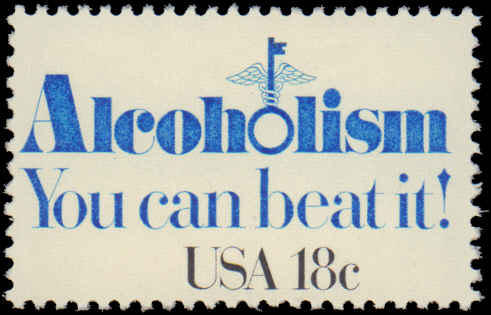 Alcoholism
You can beat it!
USA 18c